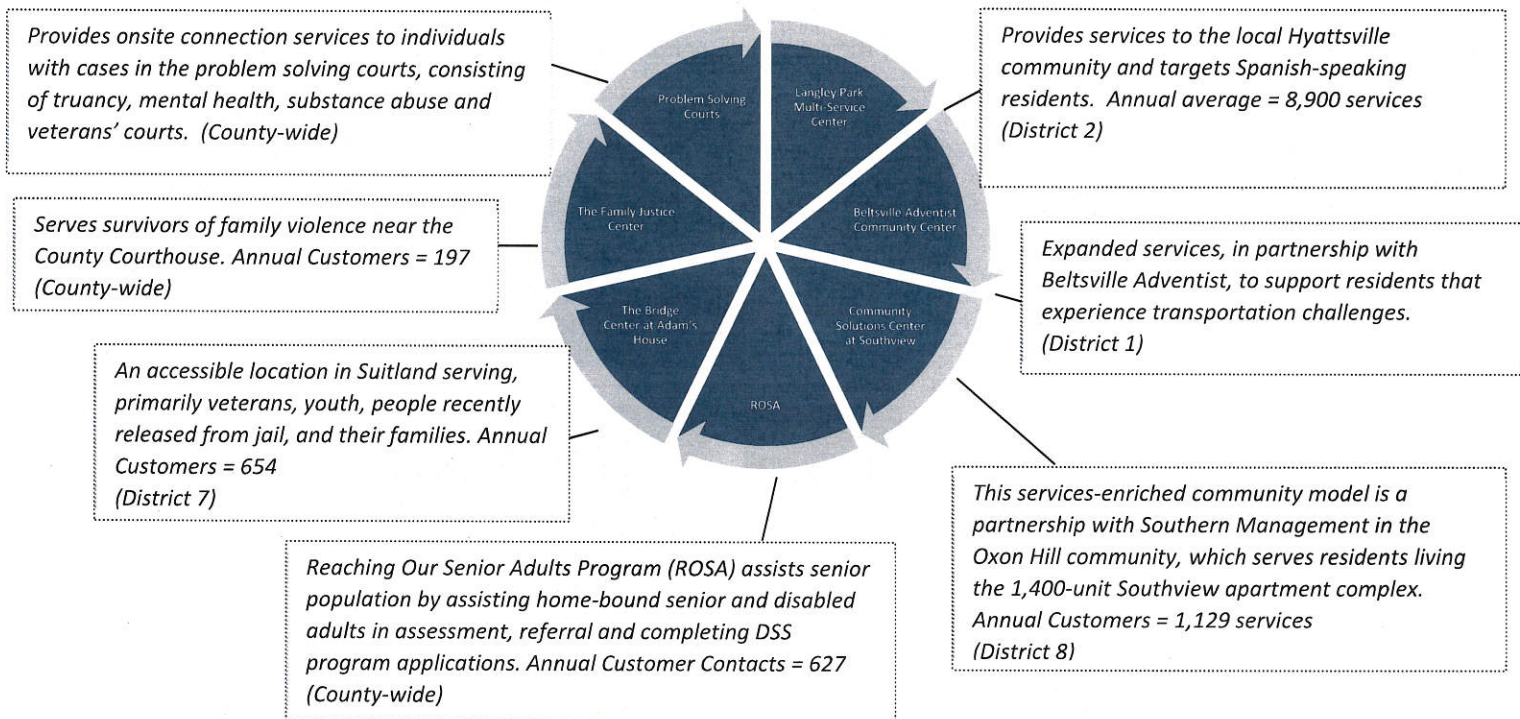 Provides onsite connection services to individuals
with cases in the problem solving courts, consisting
of truancy, mental health, substance abuse and
veterans' courts.  (County-wide)
Serves survivors of family violence near the
County Courthouse. Annual Customers = 197
(County-wide)
An accessible location in Suitland serving,
primarily veterans, youth, people recently
released from jail, and their families. Annual
Customers = 654
(District 7)
Reaching Our Senior Adults Program (ROSA) assists senior
population by assisting home-bound senior and disabled
adults in assessment, referral and completing DSS
program applications. Annual Customer Contacts = 627
(County-wide)
Problem Solving
Courts
Langley Park
Multi-Service
Center
The Family Justice
Center
Beltsville Adventist
Community Center
The Bridge
Center at Adam's
House
Community
Solutions Center
at Southview
ROSA
Provides services to the local Hyattsville
community and targets Spanish-speaking
residents.  Annual average = 8,900 services
(District 2)
Expanded services, in partnership with
Beltsville Adventist, to support residents that
experience transportation challenges.
(District 1)
This services-enriched community model is a
partnership with Southern Management in the
Oxon Hill community, which serves residents living
the 1,400-unit Southview apartment complex.
Annual Customers = 1,129 services
(District 8)